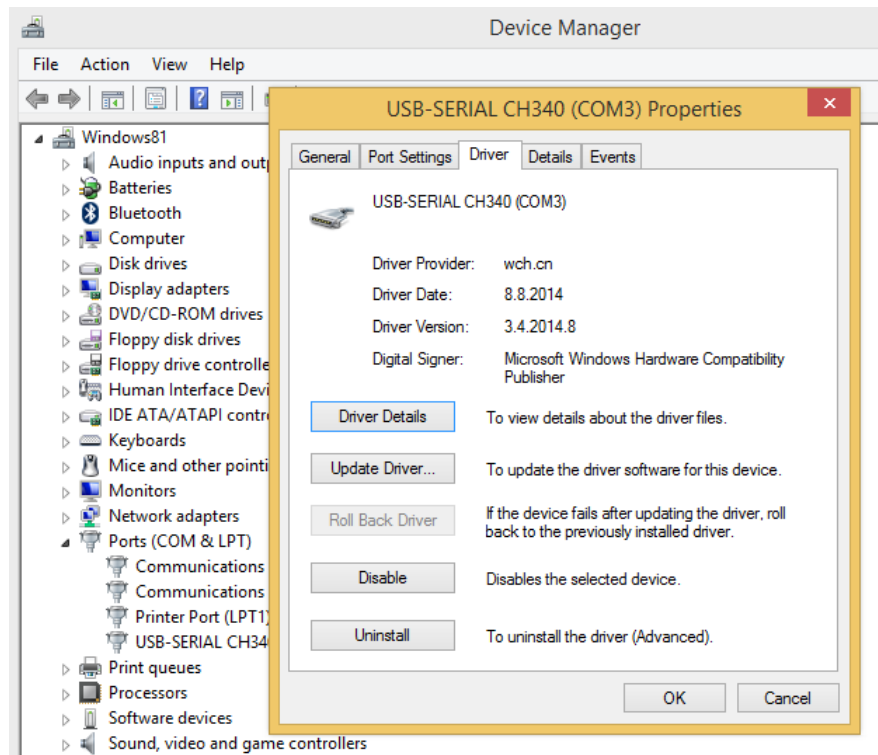 Device Manager
File Action View Help
USB-SERIAL CH340 (COM3) Properties
Windows81
Audio inputs and outp
Batteries
Bluetooth
Computer
Disk drives
Display adapters
DVD/CD-ROM drives
Floppy disk drives
Floppy drive controlle
Human Interface Devi
IDE ATA/ATAPI contr
Keyboards
Mice and other pointi
Monitors
Network adapters
Ports (COM & LPT)
Communications
Communications
Printer Port (LPT1)
USB-SERIAL CH34
Print queues
Processors
Software devices
Sound, video and game controllers
General Port Settings Driver Details Events
USB-SERIAL CH340 (COM3)
Driver Provider: wch.cn
Driver Date: 8.8.2014
Driver Version: 3.4.2014.8
Digital Signer: Microsoft Windows Hardware Compatibility
Publisher
Driver Details To view details about the driver files.
Update Driver... To update the driver software for this device.
Roll Back Driver If the device fails after updating the driver, roll
back to the previously installed driver.
Disable Disables the selected device.
Uninstall To uninstall the driver (Advanced).
OK Cancel